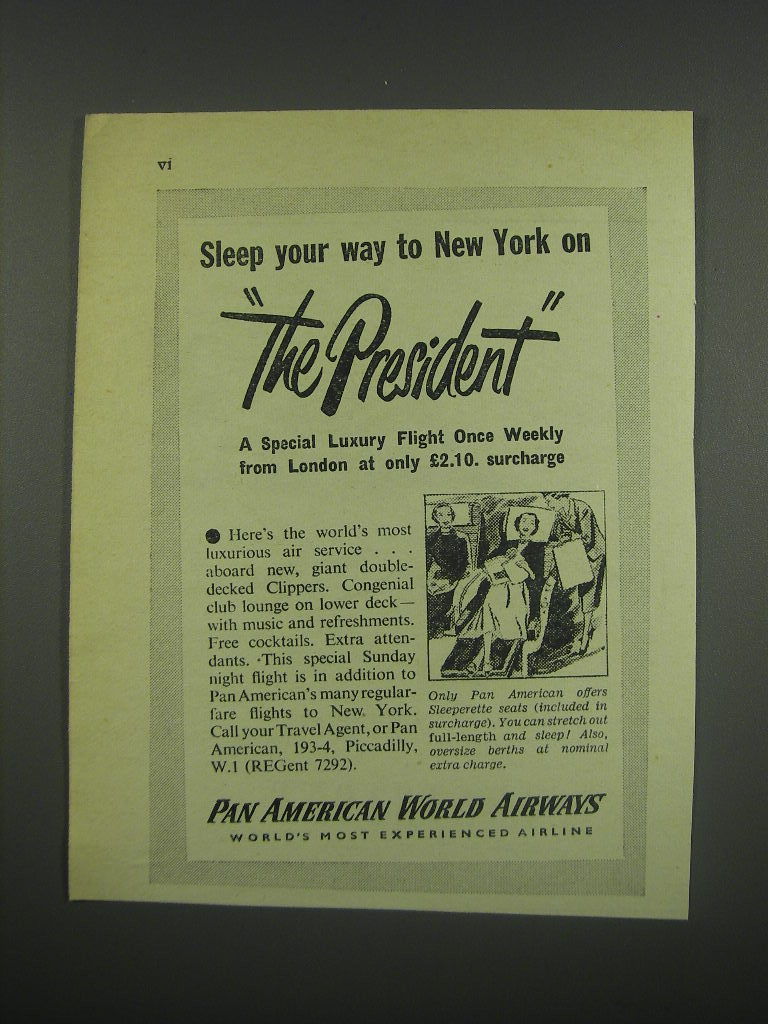 vi
Sleep your way to New York on
"The President"
A Special Luxury Flight Once Weekly
from London at only £2.10. surcharge
● Here's the world's most
luxurious air service . . .
aboard new, giant double-
decked Clippers. Congenial
club lounge on lower deck—
with music and refreshments.
Free cocktails. Extra atten-
dants. This special Sunday
night flight is in addition to
Pan American's many regular-
fare flights to New York.
Call your Travel Agent, or Pan
American, 193-4, Piccadilly,
W.1 (REGent 7292).
Only Pan American offers
Sleeperette seats (included in
surcharge). You can stretch out
full-length and sleep! Also,
oversize berths at nominal
extra charge.
PAN AMERICAN WORLD AIRWAYS
WORLD'S MOST EXPERIENCED AIRLINE